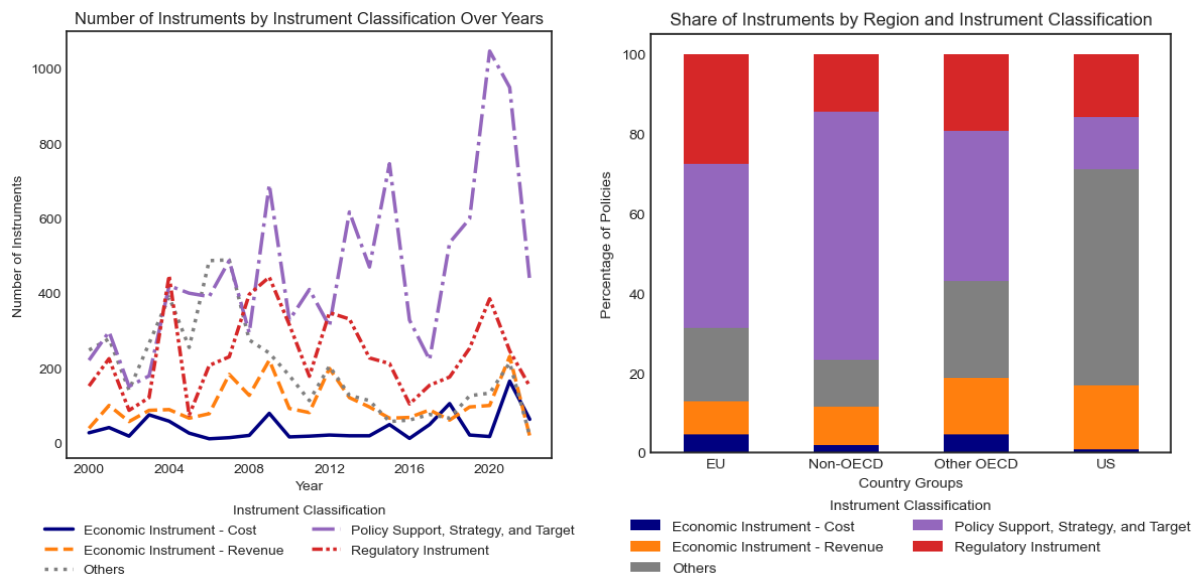 Number of Instruments by Instrument Classification Over Years
Number of Instruments
1000
800
600
400
200
0
2000
2004
2008
2012
2016
2020
Year
Instrument Classification
Economic Instrument - Cost
Economic Instrument - Revenue
Others
Policy Support, Strategy, and Target
Regulatory Instrument
Share of Instruments by Region and Instrument Classification
Percentage of Policies
100
80
60
40
20
0
EU
Non-OECD
Other OECD
US
Country Groups
Instrument Classification
Economic Instrument - Cost
Economic Instrument - Revenue
Others
Policy Support, Strategy, and Target
Regulatory Instrument